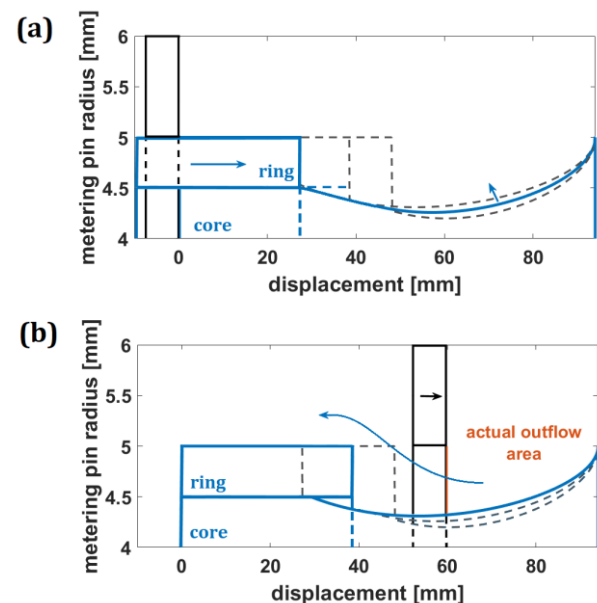 (a)
metering pin radius [mm]
6
5.5
5
4.5
4
ring
core
0
20
40
60
80
displacement [mm]
(b)
metering pin radius [mm]
6
5.5
5
4.5
4
actual outflow
area
ring
core
0
20
40
60
80
displacement [mm]